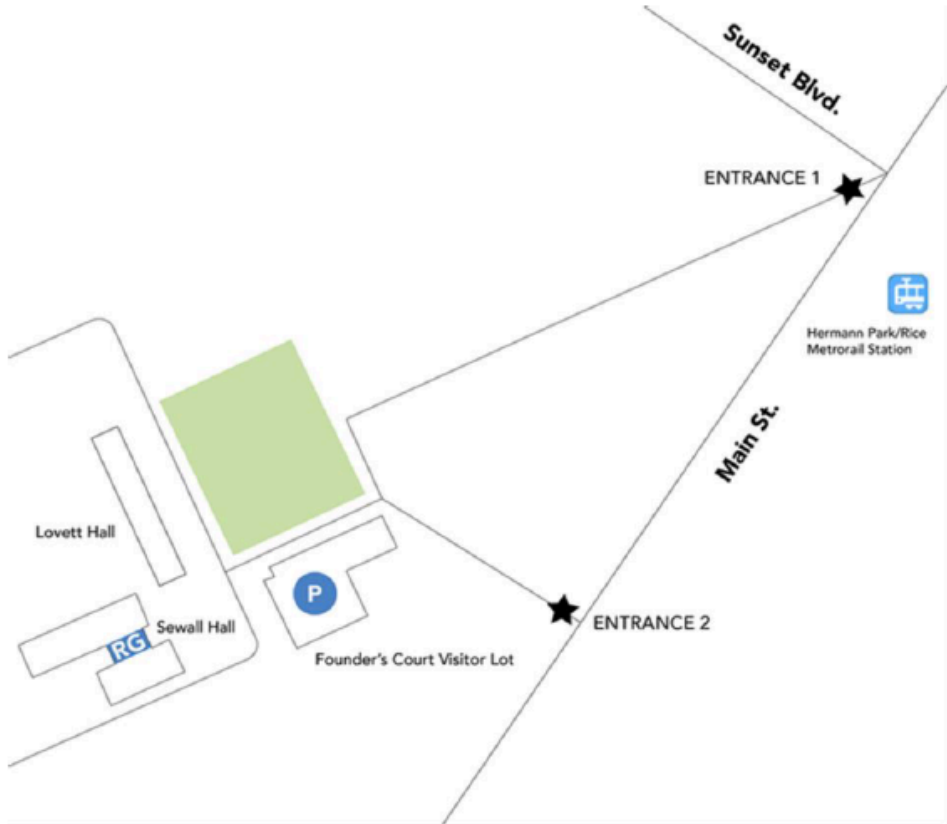 Sunset Blvd.
ENTRANCE 1
Hermann Park/Rice
Metrorail Station
Main St.
Lovett Hall
P
Sewall Hall
RG
ENTRANCE 2
Founder's Court Visitor Lot